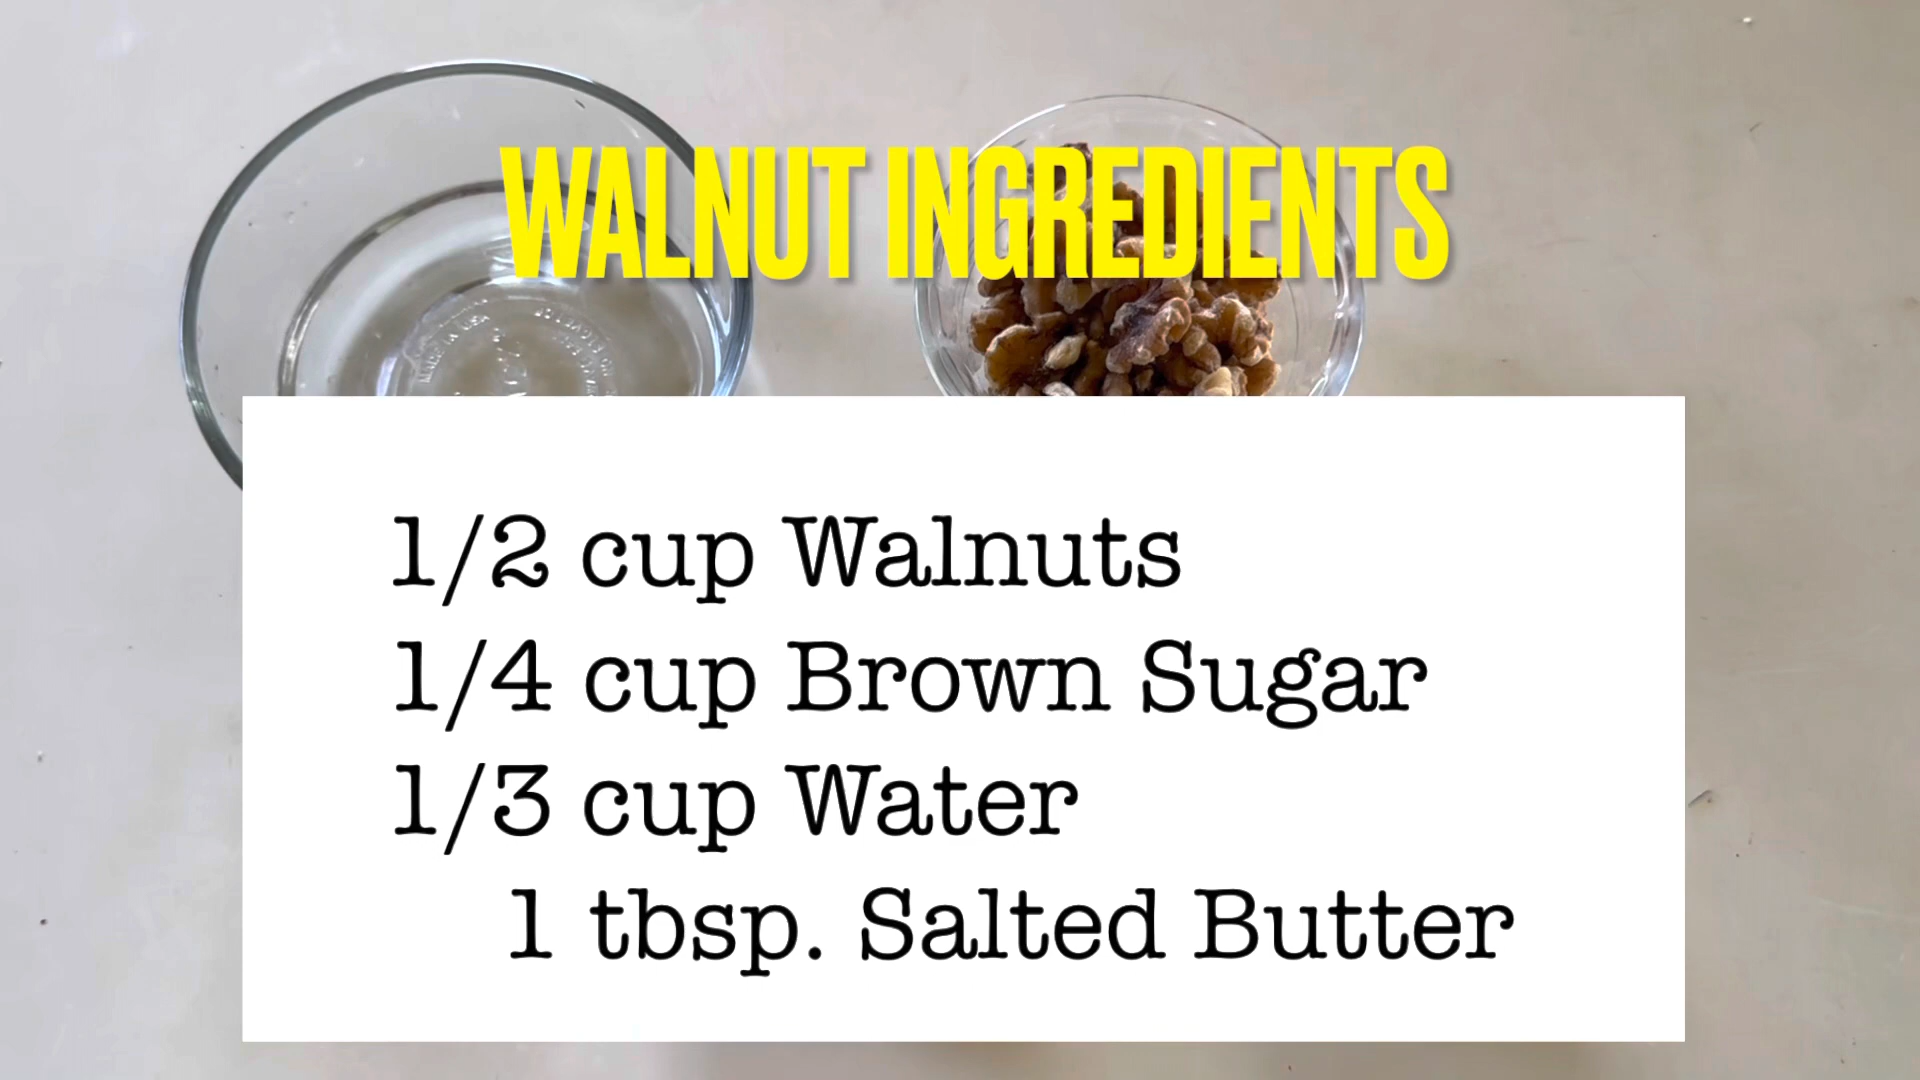 WALNUT INGREDIENTS
1/2 cup Walnuts
1/4 cup Brown Sugar
1/3 cup Water
1 tbsp. Salted Butter